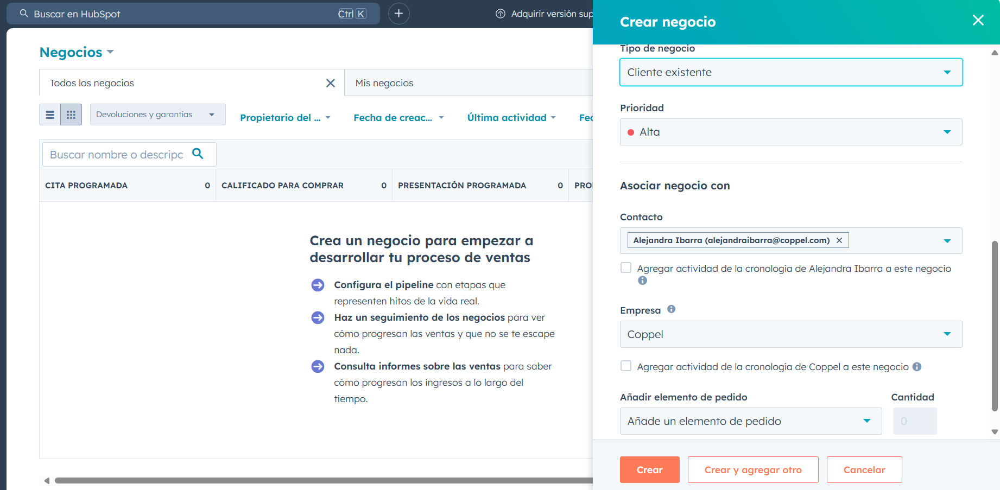 Buscar en HubSpot
Ctrl K
Adquirir versión sup
Negocios
Todos los negocios
Mis negocios
Devoluciones y garantías
Propietario del ...
Fecha de creac...
Última actividad
Fec
Buscar nombre o descripc
CITA PROGRAMADA 0
CALIFICADO PARA COMPRAR 0
PRESENTACIÓN PROGRAMADA 0
PRO
Crea un negocio para empezar a
desarrollar tu proceso de ventas
Configura el pipeline con etapas que
representen hitos de la vida real.
Haz un seguimiento de los negocios para ver
cómo progresan las ventas y que no se te escape
nada.
Consulta informes sobre las ventas para saber
cómo progresan los ingresos a lo largo del
tiempo.
Crear negocio
Tipo de negocio
Cliente existente
Prioridad
Alta
Asociar negocio con
Contacto
Alejandra Ibarra (alejandraibarra@coppel.com)
Agregar actividad de la cronología de Alejandra Ibarra a este negocio
Empresa
Coppel
Agregar actividad de la cronología de Coppel a este negocio
Añadir elemento de pedido
Cantidad
Añade un elemento de pedido
0
Crear
Crear y agregar otro
Cancelar